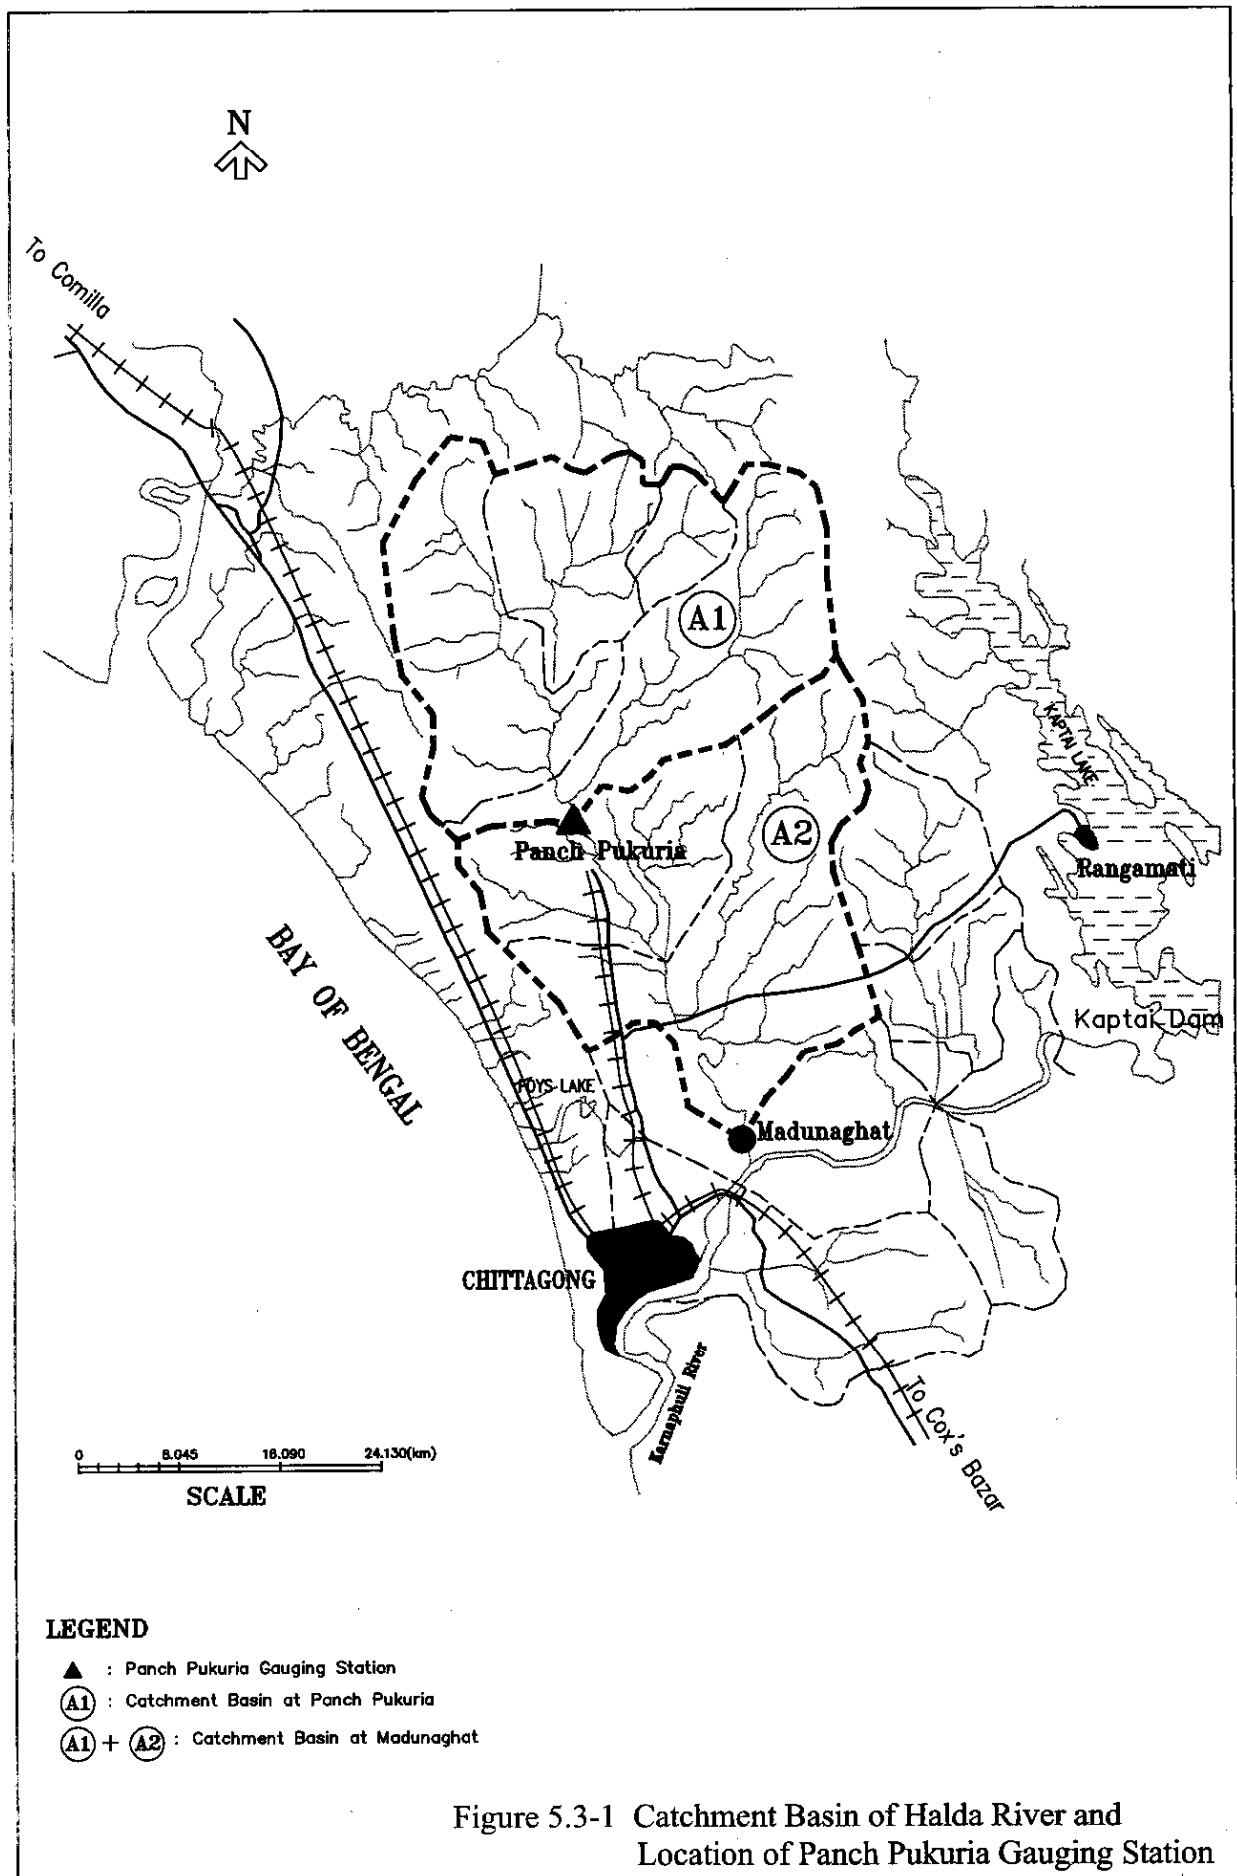 N
To Comilla
A1
KAPTAI LAKE
A2
Panch Pukuria
Rangamati
BAY OF BENGAL
Kaptai Dam
FOYS LAKE
Madunaghat
CHITTAGONG
Karnaphuli River
To Cox's Bazar
0 8.045 16.090 24.130(km)
SCALE
LEGEND
: Panch Pukuria Gauging Station
A1 : Catchment Basin at Panch Pukuria
A1 + A2 : Catchment Basin at Madunaghat
Figure 5.3-1 Catchment Basin of Halda River and
Location of Panch Pukuria Gauging Station